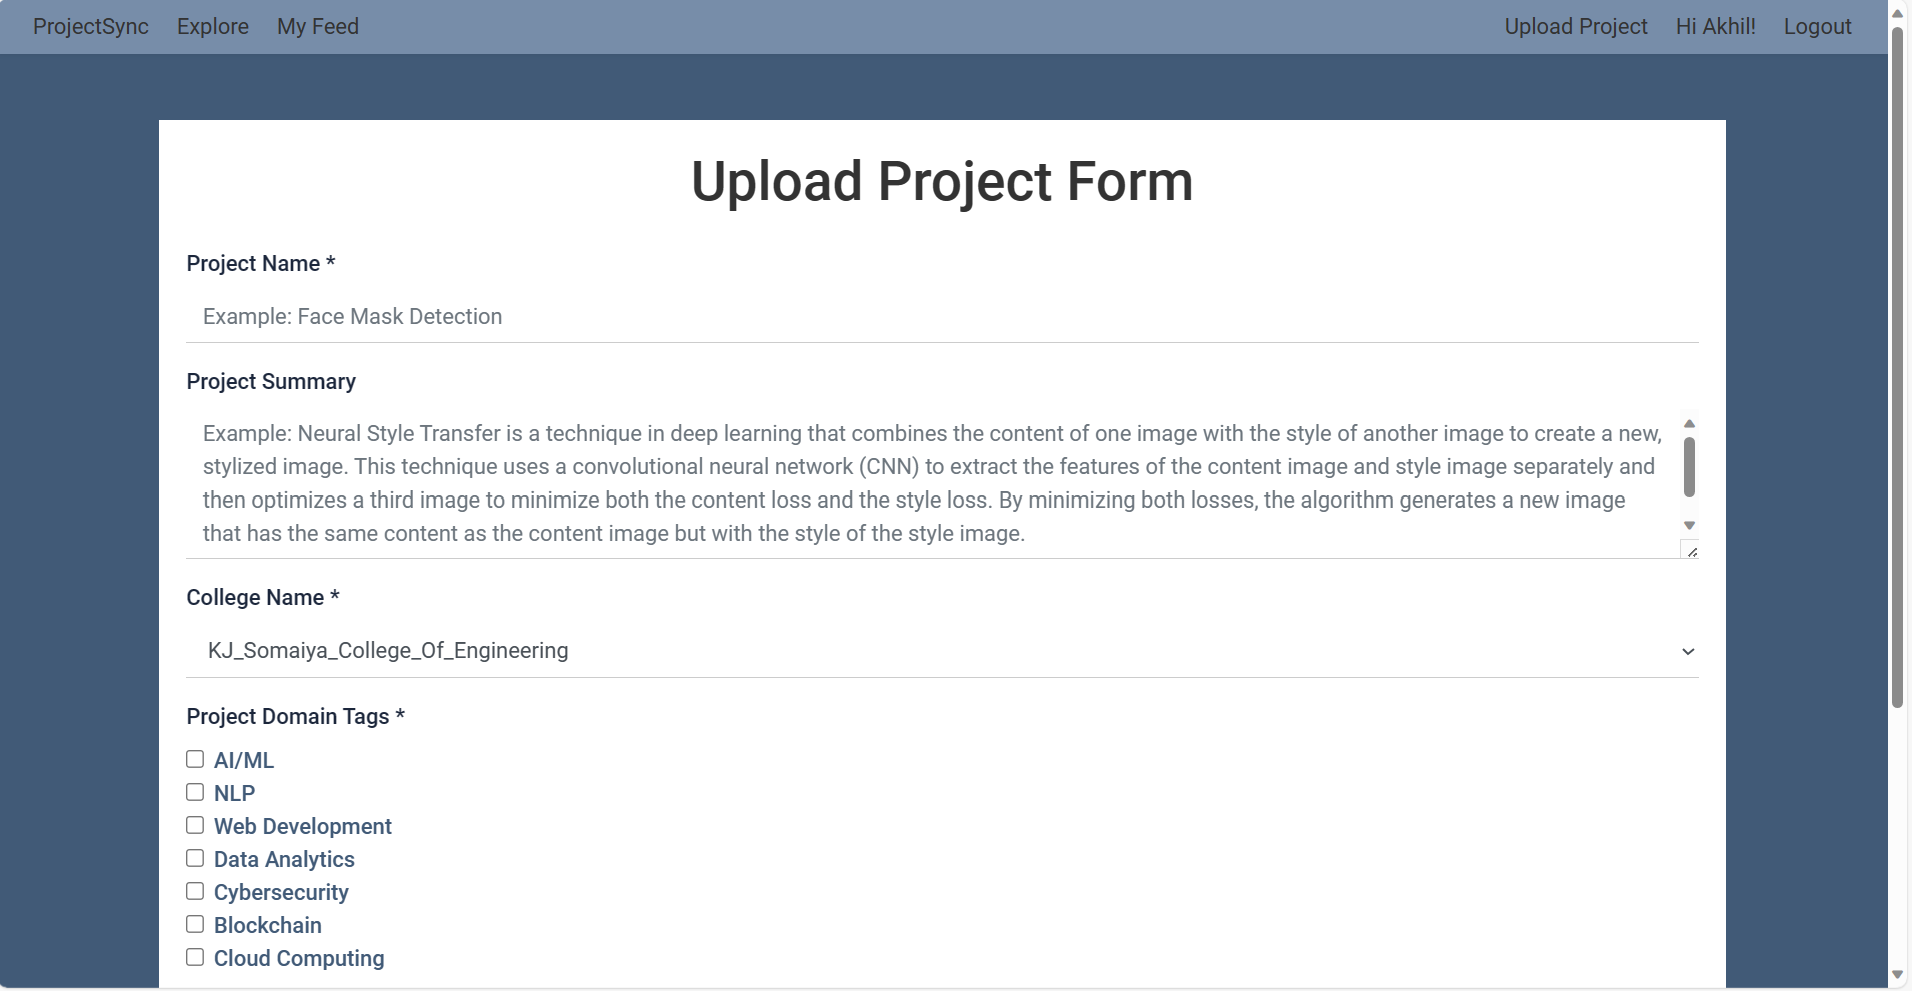 ProjectSync Explore My Feed Upload Project Hi Akhil! Logout
Upload Project Form
Project Name *
Example: Face Mask Detection
Project Summary
Example: Neural Style Transfer is a technique in deep learning that combines the content of one image with the style of another image to create a new,
stylized image. This technique uses a convolutional neural network (CNN) to extract the features of the content image and style image separately and
then optimizes a third image to minimize both the content loss and the style loss. By minimizing both losses, the algorithm generates a new image
that has the same content as the content image but with the style of the style image.
College Name *
KJ_Somaiya_College_Of_Engineering
Project Domain Tags *
AI/ML
NLP
Web Development
Data Analytics
Cybersecurity
Blockchain
Cloud Computing